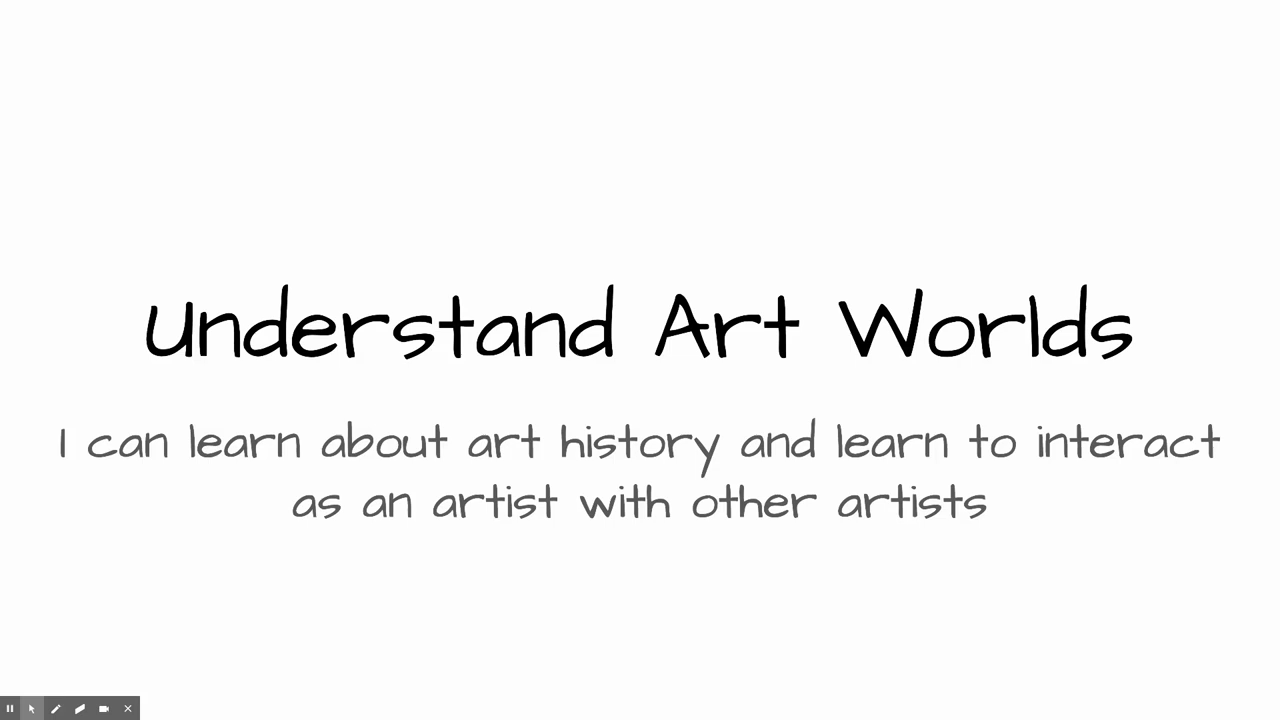 Understand Art Worlds
I can learn about art history and learn to interact
as an artist with other artists